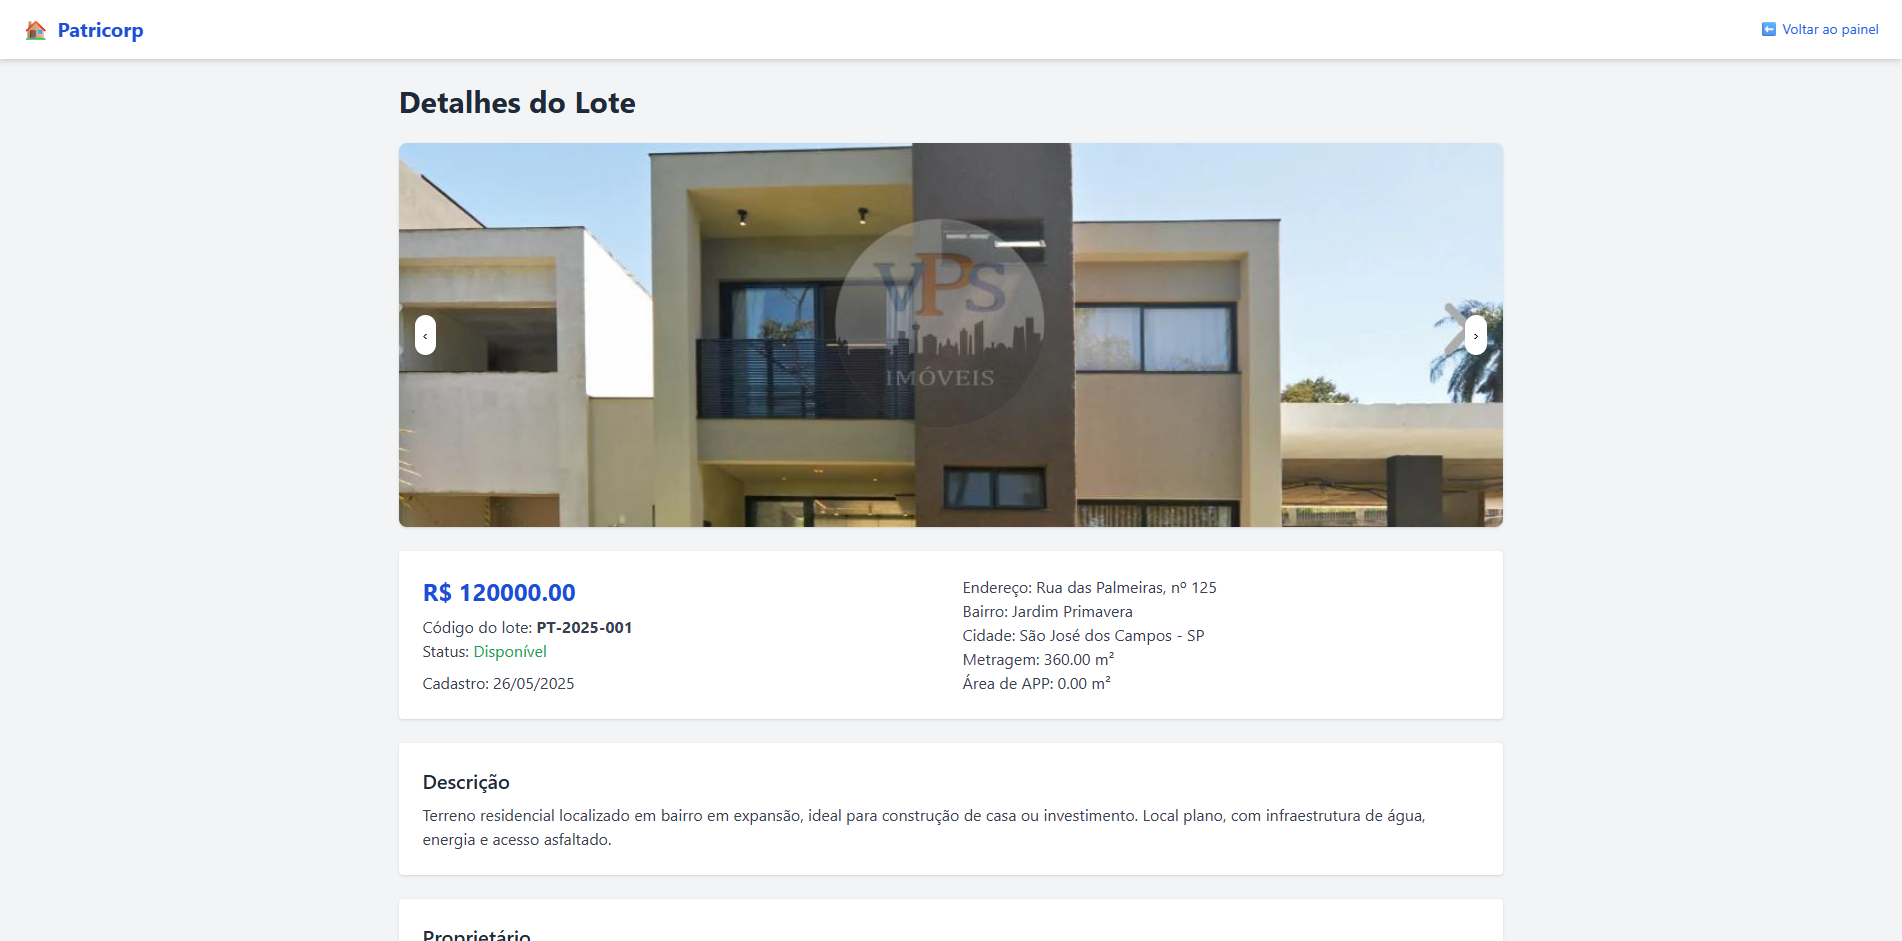 Patricorp
Voltar ao painel
Detalhes do Lote
VPS
IMÓVEIS
‹
›
R$ 120000.00
Código do lote: PT-2025-001
Status: Disponível
Cadastro: 26/05/2025
Endereço: Rua das Palmeiras, nº 125
Bairro: Jardim Primavera
Cidade: São José dos Campos - SP
Metragem: 360.00 m²
Área de APP: 0.00 m²
Descrição
Terreno residencial localizado em bairro em expansão, ideal para construção de casa ou investimento. Local plano, com infraestrutura de água,
energia e acesso asfaltado.
Proprietário